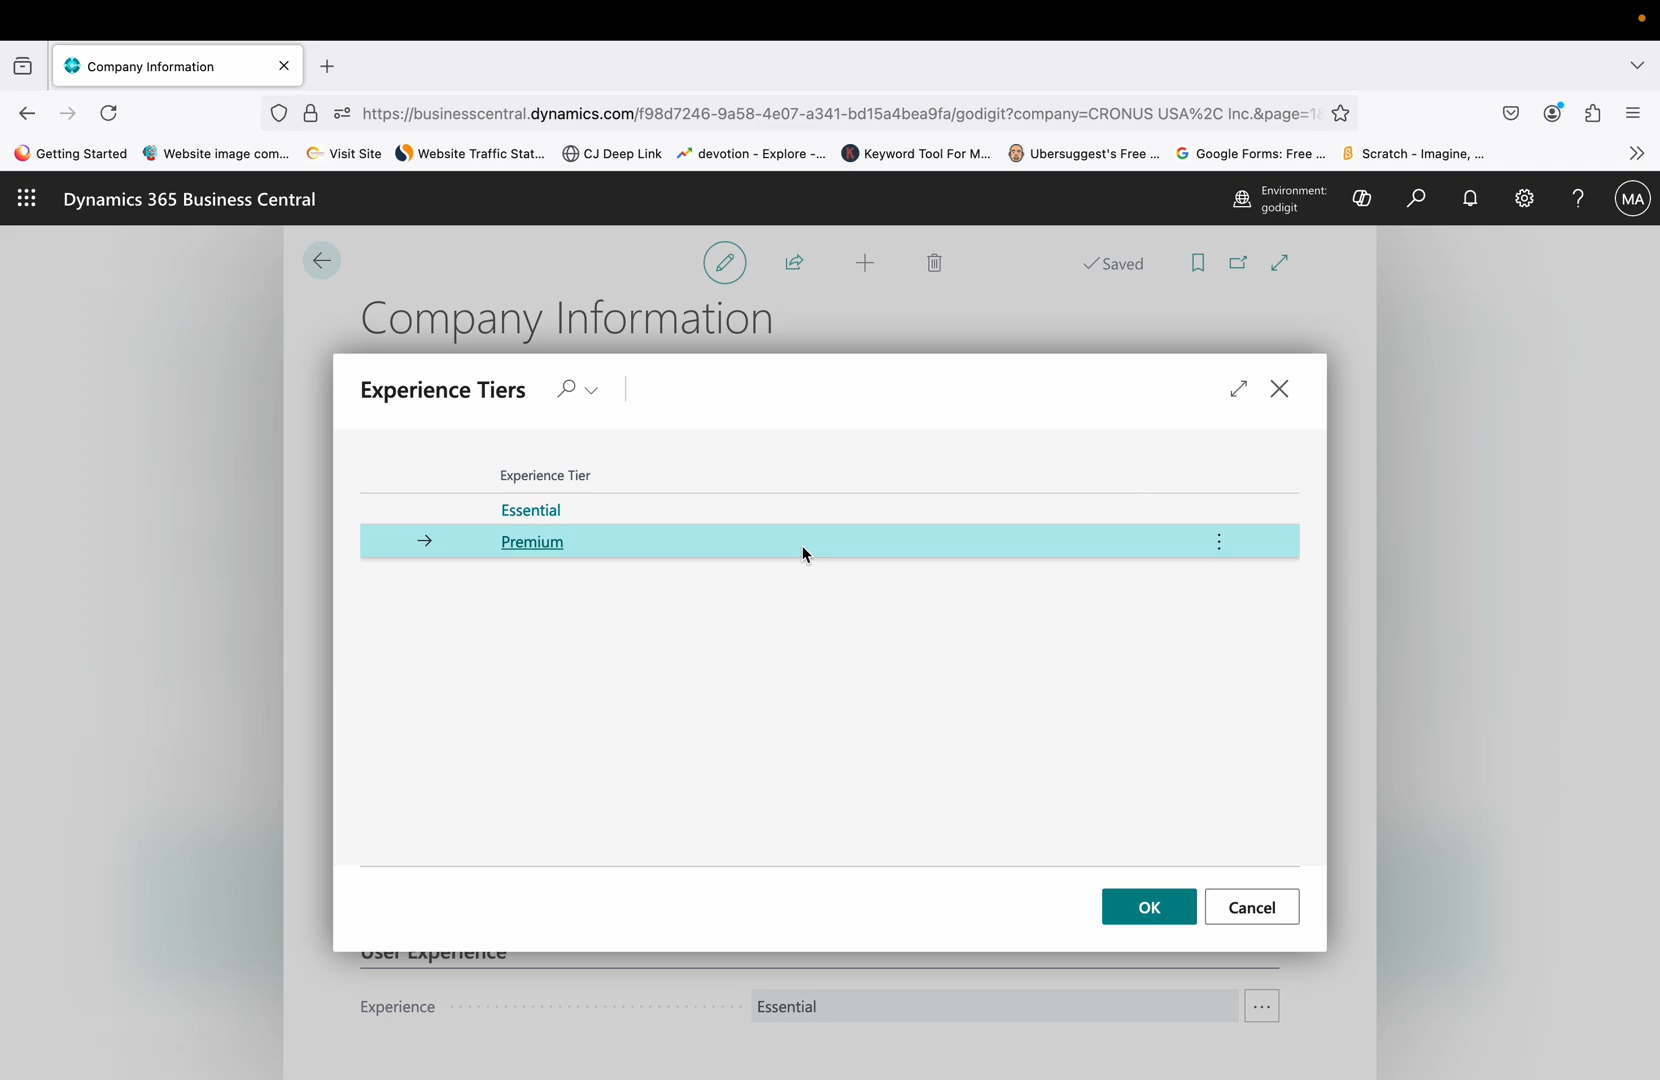 Company Information
https://businesscentral.dynamics.com/f98d7246-9a58-4e07-a341-bd15a4bea9fa/godigit?company=CRONUS USA%2C Inc.&page=18
Getting Started Website image com... Visit Site Website Traffic Stat... CJ Deep Link devotion - Explore -... Keyword Tool For M... Ubersuggest's Free ... Google Forms: Free ... Scratch - Imagine, ...
Dynamics 365 Business Central
Environment:
godigit
MA
Saved
Company Information
Experience Tiers
Experience Tier
Essential
Premium
OK Cancel
User Experience
Experience Essential